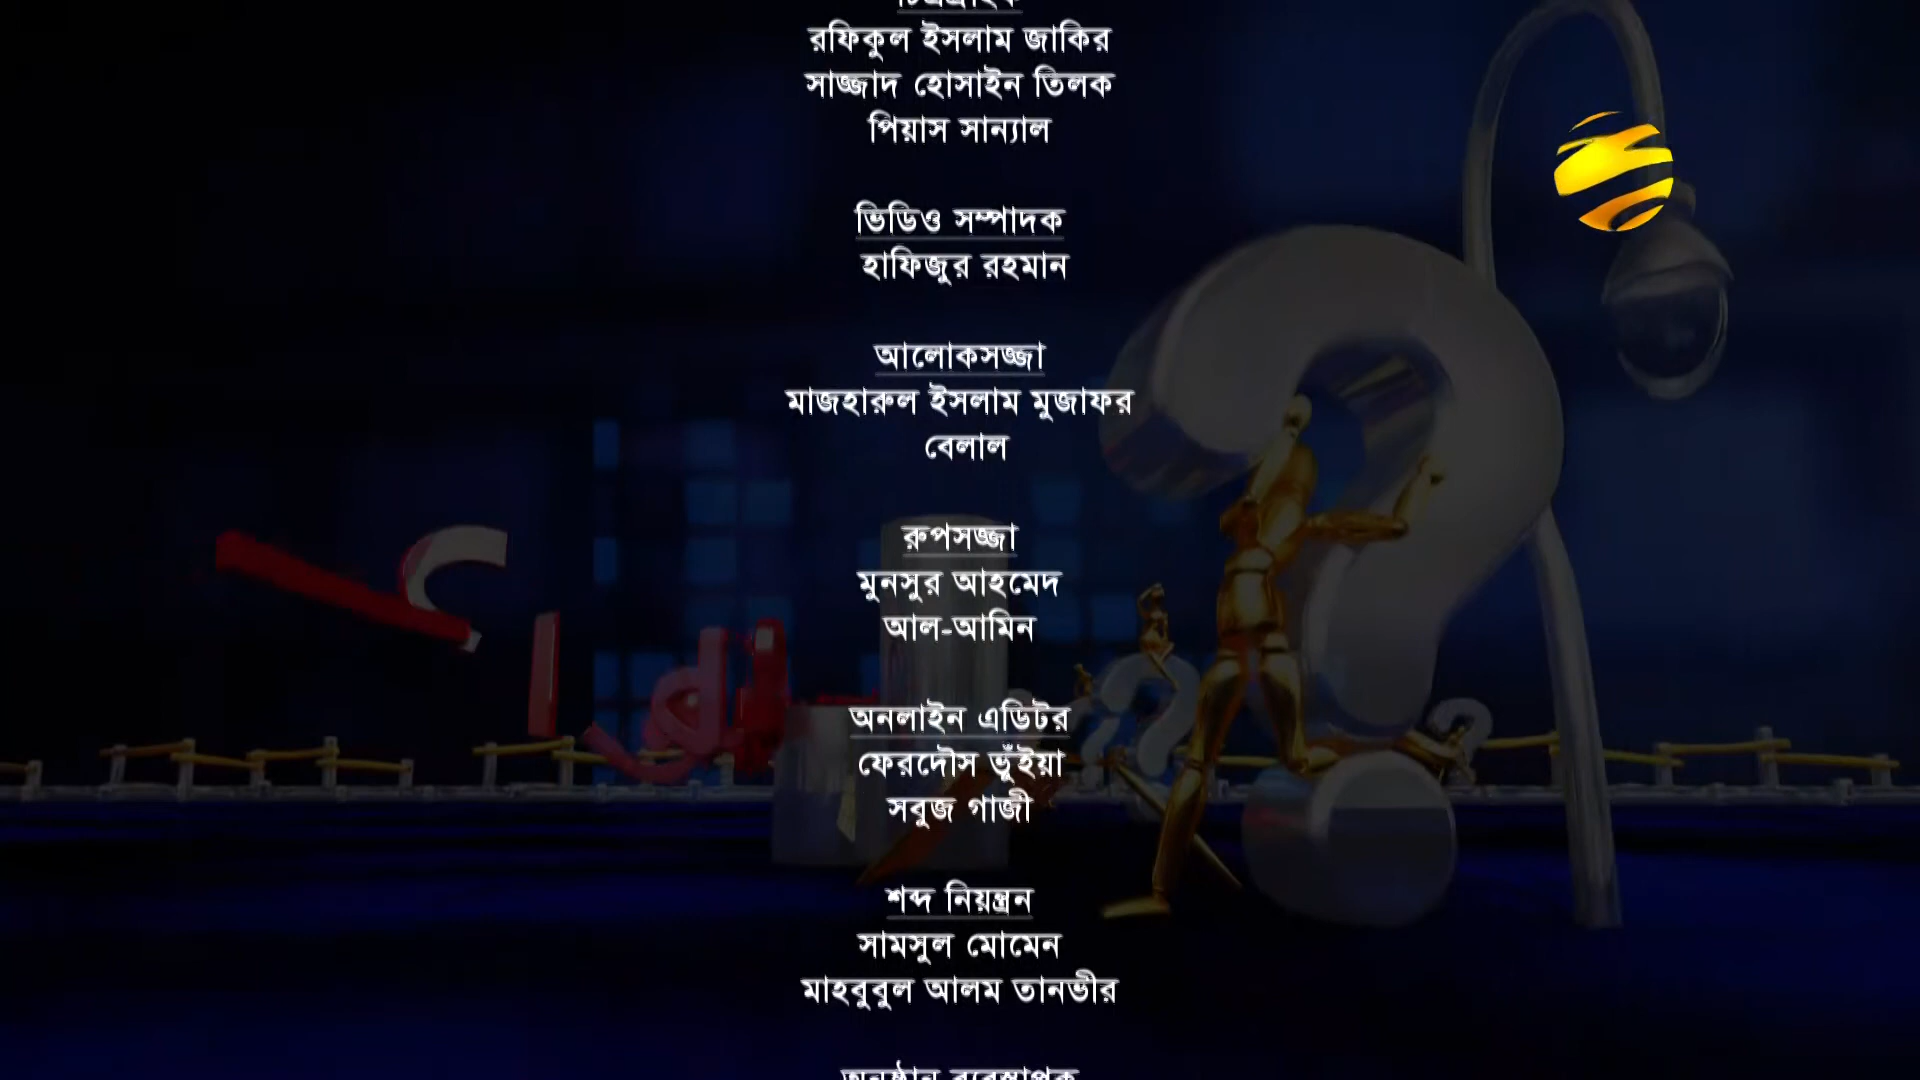 রফিকুল ইসলাম জাকির
সাজ্জাদ হোসাইন তিলক
পিয়াস সান্যাল
ভিডিও সম্পাদক
হাফিজুর রহমান
আলোকসজ্জা
মাজহারুল ইসলাম মুজাফর
বেলাল
রুপসজ্জা
মুনসুর আহমেদ
আল-আমিন
অনলাইন এডিটর
ফেরদৌস ভূঁইয়া
সবুজ গাজী
শব্দ নিয়ন্ত্রন
সামসুল মোমেন
মাহবুবুল আলম তানভীর